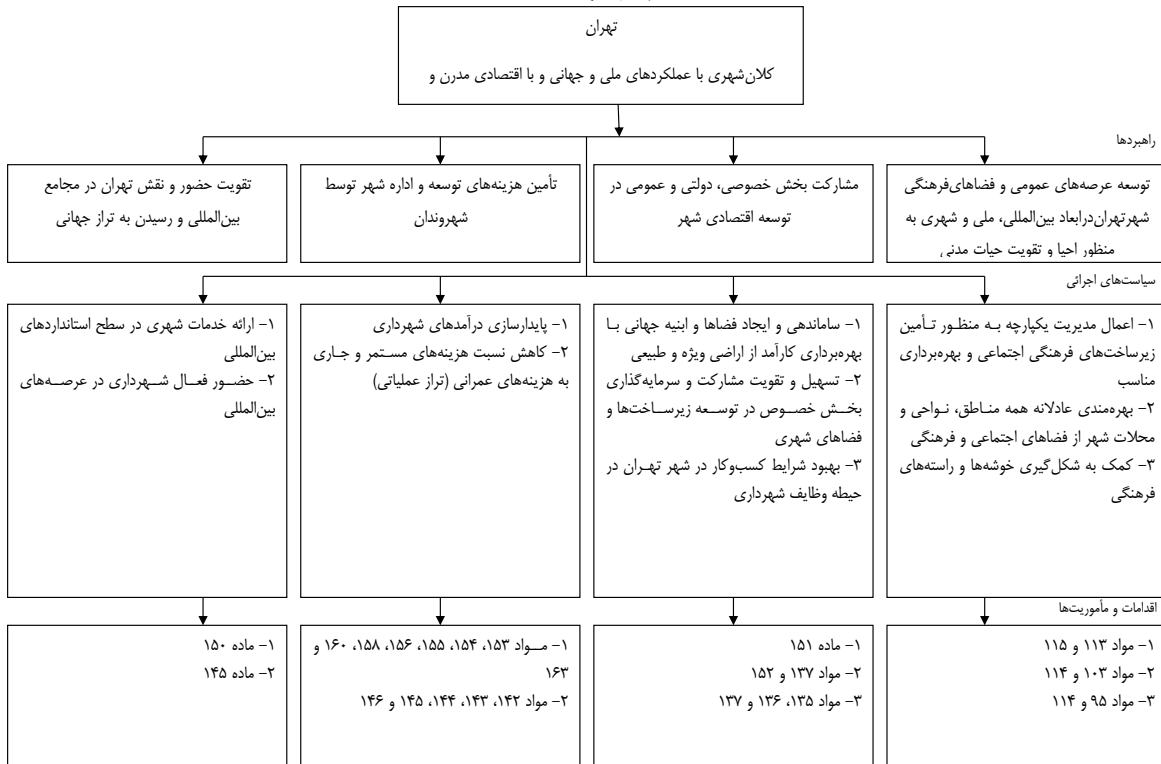 تهران
کلان‌شهری با عملکردهای ملی و جهانی و با اقتصادی مدرن و
راهبردها
توسعه عرصه‌های عمومی و فضاهای‌فرهنگی
شهرتهران‌درابعاد بین‌المللی، ملی و شهری به
منظور احیا و تقویت حیات مدنی
مشارکت بخش خصوصی، دولتی و عمومی در
توسعه اقتصادی شهر
تأمین هزینه‌های توسعه و اداره شهر توسط
شهروندان
تقویت حضور و نقش تهران در مجامع
بین‌المللی و رسیدن به تراز جهانی
سیاست‌های اجرائی
۱- اعمال مدیریت یکپارچه به منظور تأمین
زیرساخت‌های فرهنگی اجتماعی و بهره‌برداری
مناسب
۲- بهره‌مندی عادلانه همه مناطق، نواحی و
محلات شهر از فضاهای اجتماعی و فرهنگی
۳- کمک به شکل‌گیری خوشه‌ها و راسته‌های
فرهنگی
۱- ساماندهی و ایجاد فضاها و ابنیه جهانی با
بهره‌برداری کارآمد از اراضی ویژه و طبیعی
۲- تسهیل و تقویت مشارکت و سرمایه‌گذاری
بخش خصوص در توسعه زیرساخت‌ها و
فضاهای شهری
۳- بهبود شرایط کسب‌وکار در شهر تهران در
حیطه وظایف شهرداری
۱- پایدارسازی درآمدهای شهرداری
۲- کاهش نسبت هزینه‌های مستمر و جاری
به هزینه‌های عمرانی (تراز عملیاتی)
۱- ارائه خدمات شهری در سطح استانداردهای
بین‌المللی
۲- حضور فعال شهرداری در عرصه‌های
بین‌المللی
اقدامات و مأموریت‌ها
۱- مواد ۱۱۳ و ۱۱۵
۲- مواد ۱۰۳ و ۱۱۴
۳- مواد ۹۵ و ۱۱۴
۱- ماده ۱۵۱
۲- مواد ۱۳۷ و ۱۵۲
۳- مواد ۱۳۵، ۱۳۶ و ۱۳۷
۱- مواد ۱۵۳، ۱۵۴، ۱۵۵، ۱۵۶، ۱۵۸، ۱۶۰ و
۱۶۳
۲- مواد ۱۴۲، ۱۴۳، ۱۴۴، ۱۴۵ و ۱۴۶
۱- ماده ۱۵۰
۲- ماده ۱۴۵